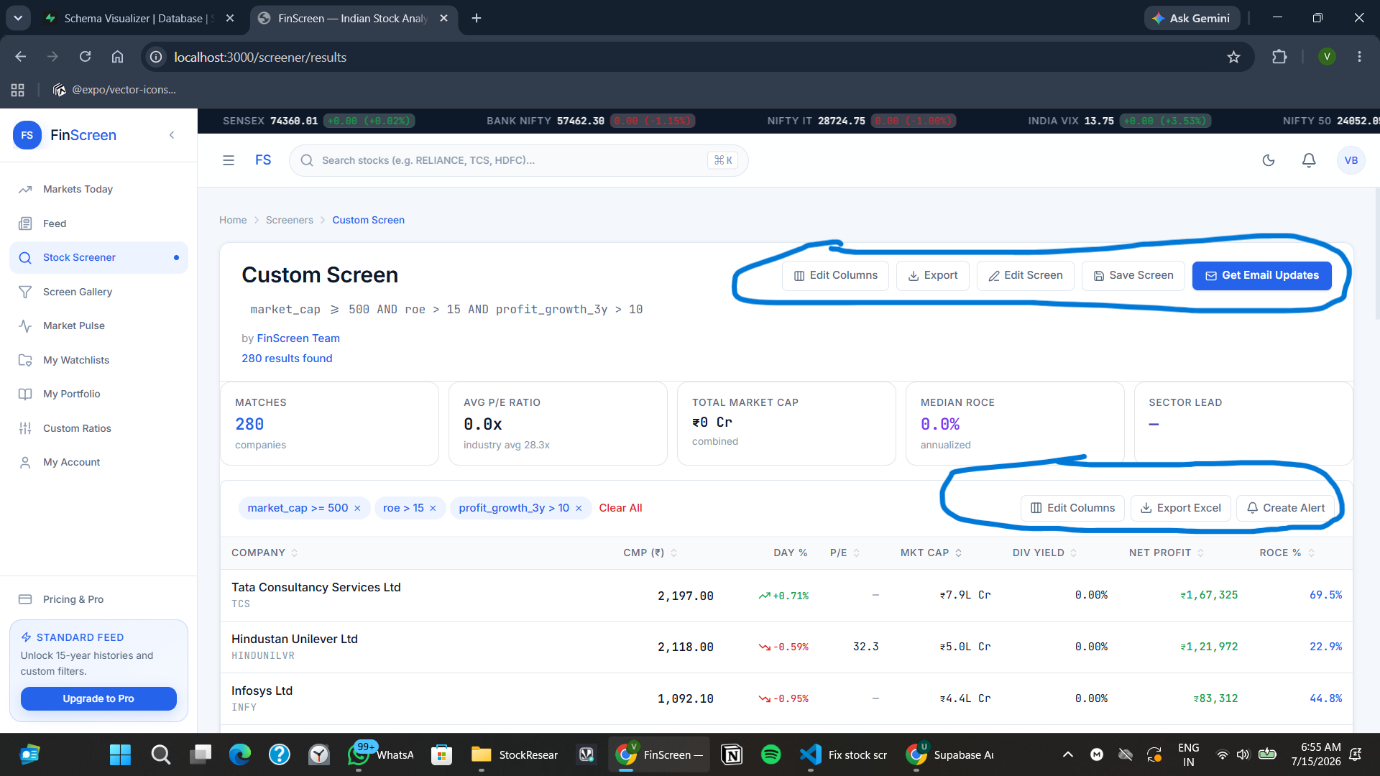 Schema Visualizer | Database |
FinScreen — Indian Stock Analy
Ask Gemini
localhost:3000/screener/results
V
@expo/vector-icons...
FS FinScreen
SENSEX 74360.01 +0.00 (+0.02%) BANK NIFTY 57462.30 0.00 (-1.15%) NIFTY IT 28724.75 0.00 (-1.00%) INDIA VIX 13.75 +0.00 (+3.53%) NIFTY 50 24052.05
FS Search stocks (e.g. RELIANCE, TCS, HDFC)... ⌘K VB
Markets Today
Feed
Stock Screener
Screen Gallery
Market Pulse
My Watchlists
My Portfolio
Custom Ratios
My Account
Pricing & Pro
STANDARD FEED
Unlock 15-year histories and
custom filters.
Upgrade to Pro
Home > Screeners > Custom Screen
Custom Screen
Edit Columns Export Edit Screen Save Screen Get Email Updates
market_cap >= 500 AND roe > 15 AND profit_growth_3y > 10
by FinScreen Team
280 results found
MATCHES
280
companies
AVG P/E RATIO
0.0x
industry avg 28.3x
TOTAL MARKET CAP
₹0 Cr
combined
MEDIAN ROCE
0.0%
annualized
SECTOR LEAD
—
market_cap >= 500 × roe > 15 × profit_growth_3y > 10 × Clear All
Edit Columns Export Excel Create Alert
COMPANY CMP (₹) DAY % P/E MKT CAP DIV YIELD NET PROFIT ROCE %
Tata Consultancy Services Ltd
TCS
2,197.00 +0.71% — ₹7.9L Cr 0.00% ₹1,67,325 69.5%
Hindustan Unilever Ltd
HINDUNILVR
2,118.00 -0.59% 32.3 ₹5.0L Cr 0.00% ₹1,21,972 22.9%
Infosys Ltd
INFY
1,092.10 -0.95% — ₹4.4L Cr 0.00% ₹83,312 44.8%
99+ WhatsA
StockResear
V FinScreen —
Fix stock scr
U Supabase Au
M
ENG
IN
6:55 AM
7/15/2026